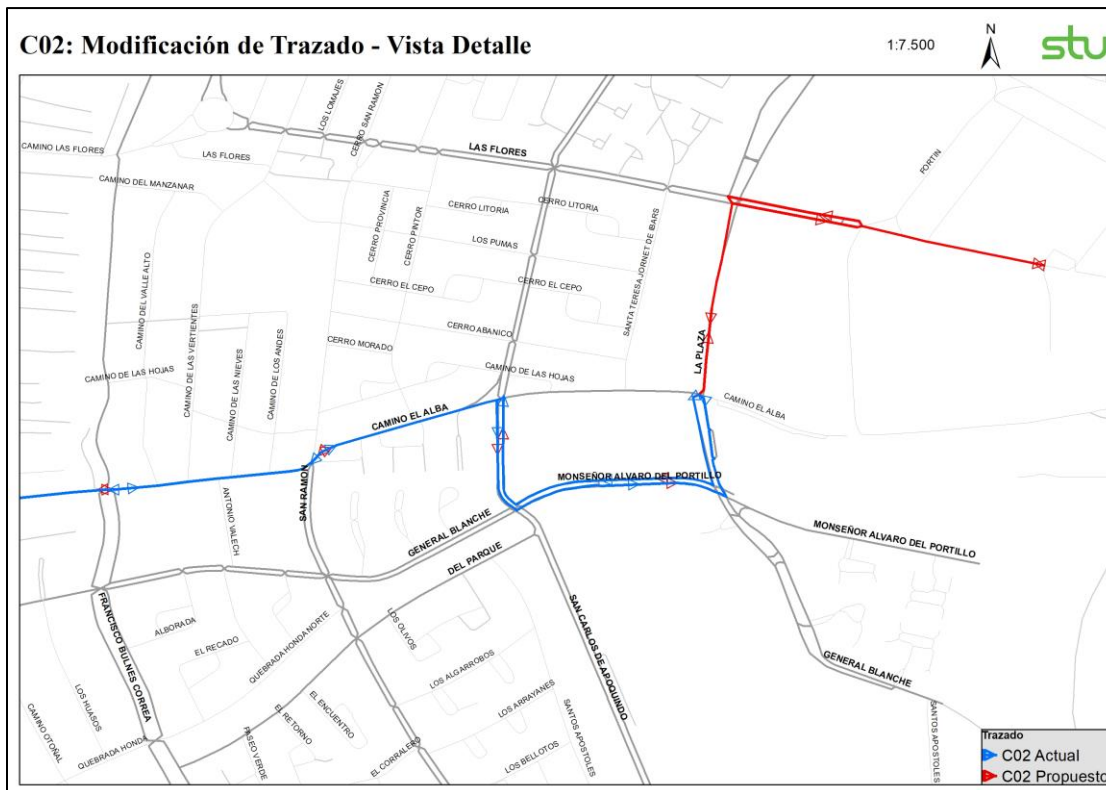 C02: Modificación de Trazado - Vista Detalle
1:7.500
N
stu
LOS LOMAJES
CERRO SAN RAMON
CAMINO LAS FLORES
LAS FLORES
LAS FLORES
FORTIN
CAMINO DEL MANZANAR
CERRO PROVINCIA
CERRO PINTOR
CERRO LITORIA
CERRO LITORIA
SANTA TERESA JORNET DE IBARS
LOS PUMAS
CAMINO DEL VALLE ALTO
CERRO EL CEPO
CERRO EL CEPO
CAMINO DE LAS VERTIENTES
CAMINO DE LAS NIEVES
CAMINO DE LOS ANDES
CERRO ABANICO
CERRO MORADO
LA PLAZA
CAMINO DE LAS HOJAS
CAMINO DE LAS HOJAS
CAMINO EL ALBA
CAMINO EL ALBA
MONSEÑOR ALVARO DEL PORTILLO
SAN RAMON
ANTONIO VALECH
GENERAL BLANCHE
MONSEÑOR ALVARO DEL PORTILLO
DEL PARQUE
FRANCISCO BULNES CORREA
ALBORADA
EL RECADO
QUEBRADA HONDA NORTE
LOS OLIVOS
SAN CARLOS DE APOQUINDO
LOS ALGARROBOS
GENERAL BLANCHE
LOS HUASOS
CAMINO OTOÑAL
QUEBRADA HONDA
PASEO VERDE
EL RETORNO
EL ENCUENTRO
EL CORRALERO
LOS ARRAYANES
LOS BELLOTOS
SANTOS APOSTOLES
SANTOS APOSTOLES
Trazado
C02 Actual
C02 Propuesto